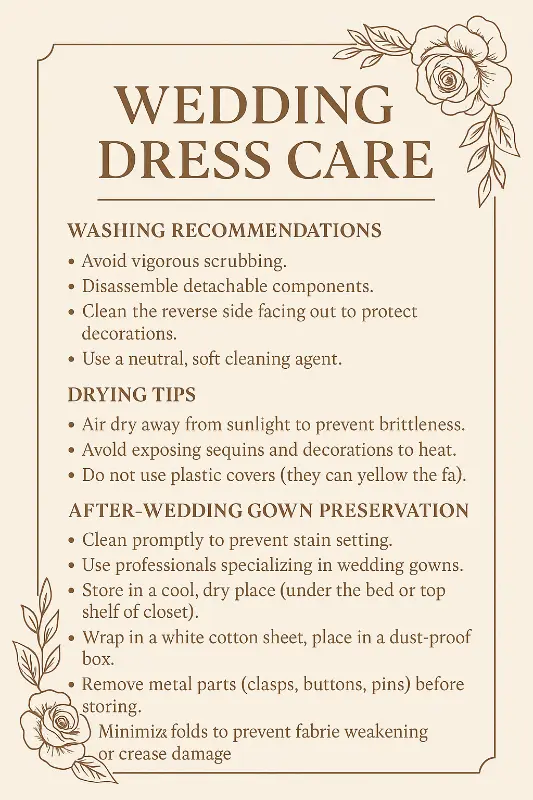 WEDDING
DRESS CARE
WASHING RECOMMENDATIONS
• Avoid vigorous scrubbing.
• Disassemble detachable components.
• Clean the reverse side facing out to protect
decorations.
• Use a neutral, soft cleaning agent.
DRYING TIPS
• Air dry away from sunlight to prevent brittleness.
• Avold exposing sequins and decorations to heat.
• Do not use plastic covers (they can yellow the fa).
AFTER-WEDDING GOWN PRESERVATION
• Clean promptly to prevent stain setting.
• Use professionals specializing in wedding gowns.
• Store in a cool, dry place (under the bed or top
shelf of closet).
• Wrap in a white cotton sheet, place in a dust-proof
box.
• Remove metal parts (clasps, buttons, pins) before
storing.
Minimiz folds to prevent fabrie weakening
or crease damage